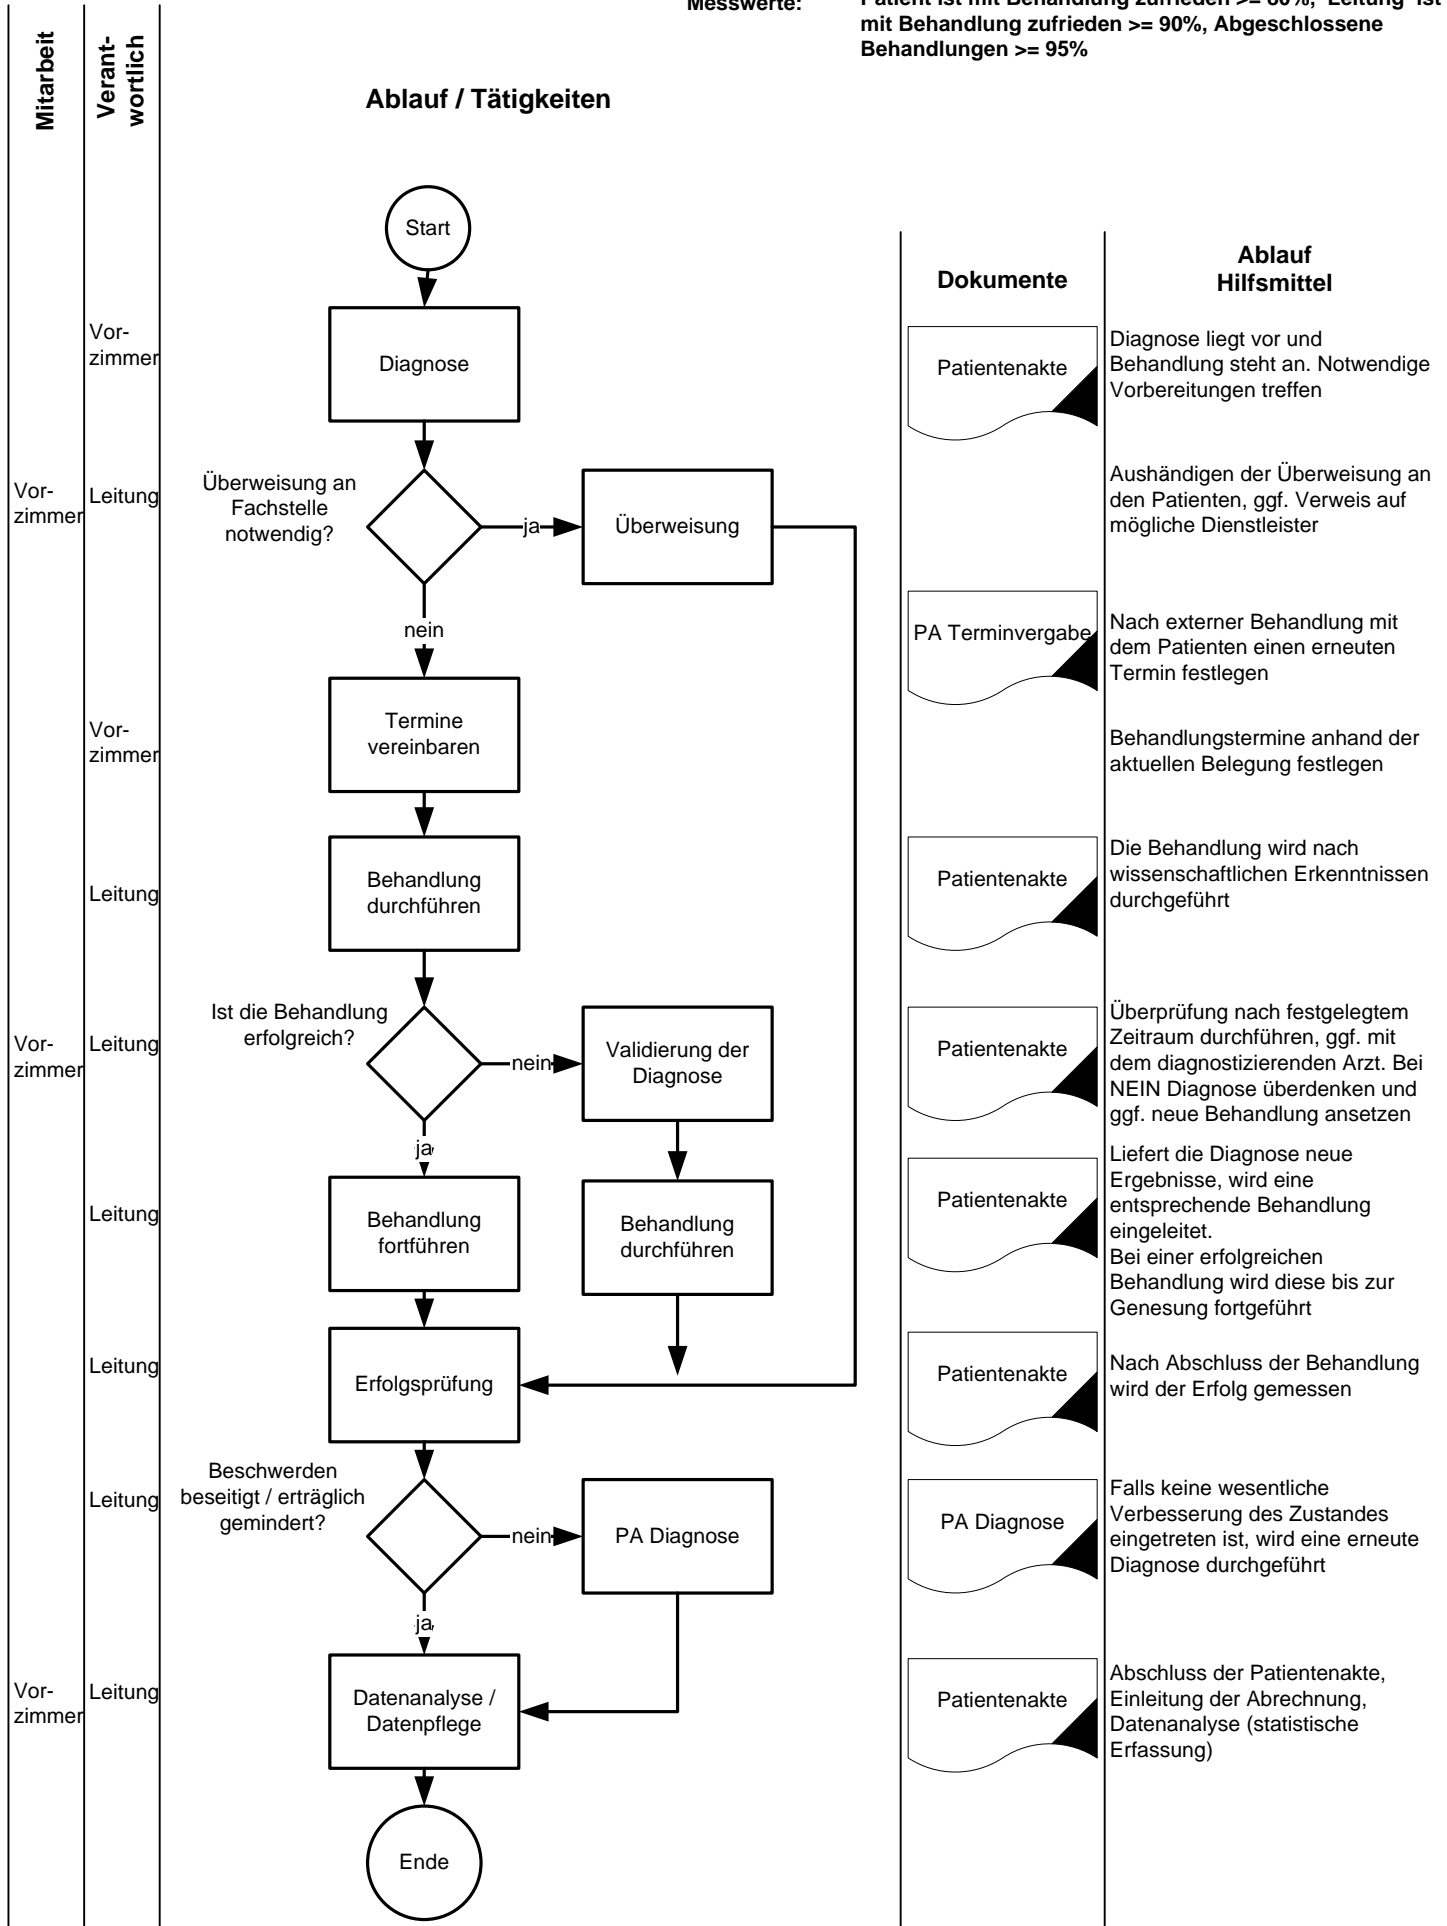 Messwerte:
Patient ist mit Behandlung zufrieden >= 80%, Leitung ist
mit Behandlung zufrieden >= 90%, Abgeschlossene
Behandlungen >= 95%
Mitarbeit
Verant-
wortlich
Ablauf / Tätigkeiten
Start
Dokumente
Ablauf
Hilfsmittel
Vor-
zimmer
Diagnose
Patientenakte
Diagnose liegt vor und
Behandlung steht an. Notwendige
Vorbereitungen treffen
Vor-
zimmer
Leitung
Überweisung an
Fachstelle
notwendig?
ja
Überweisung
Aushändigen der Überweisung an
den Patienten, ggf. Verweis auf
mögliche Dienstleister
nein
PA Terminvergabe
Nach externer Behandlung mit
dem Patienten einen erneuten
Termin festlegen
Vor-
zimmer
Termine
vereinbaren
Behandlungstermine anhand der
aktuellen Belegung festlegen
Leitung
Behandlung
durchführen
Patientenakte
Die Behandlung wird nach
wissenschaftlichen Erkenntnissen
durchgeführt
Vor-
zimmer
Leitung
Ist die Behandlung
erfolgreich?
nein
Validierung der
Diagnose
Patientenakte
Überprüfung nach festgelegtem
Zeitraum durchführen, ggf. mit
dem diagnostizierenden Arzt. Bei
NEIN Diagnose überdenken und
ggf. neue Behandlung ansetzen
ja
Leitung
Behandlung
fortführen
Behandlung
durchführen
Patientenakte
Liefert die Diagnose neue
Ergebnisse, wird eine
entsprechende Behandlung
eingeleitet.
Bei einer erfolgreichen
Behandlung wird diese bis zur
Genesung fortgeführt
Leitung
Erfolgsprüfung
Patientenakte
Nach Abschluss der Behandlung
wird der Erfolg gemessen
Leitung
Beschwerden
beseitigt / erträglich
gemindert?
nein
PA Diagnose
PA Diagnose
Falls keine wesentliche
Verbesserung des Zustandes
eingetreten ist, wird eine erneute
Diagnose durchgeführt
ja
Vor-
zimmer
Leitung
Datenanalyse /
Datenpflege
Patientenakte
Abschluss der Patientenakte,
Einleitung der Abrechnung,
Datenanalyse (statistische
Erfassung)
Ende